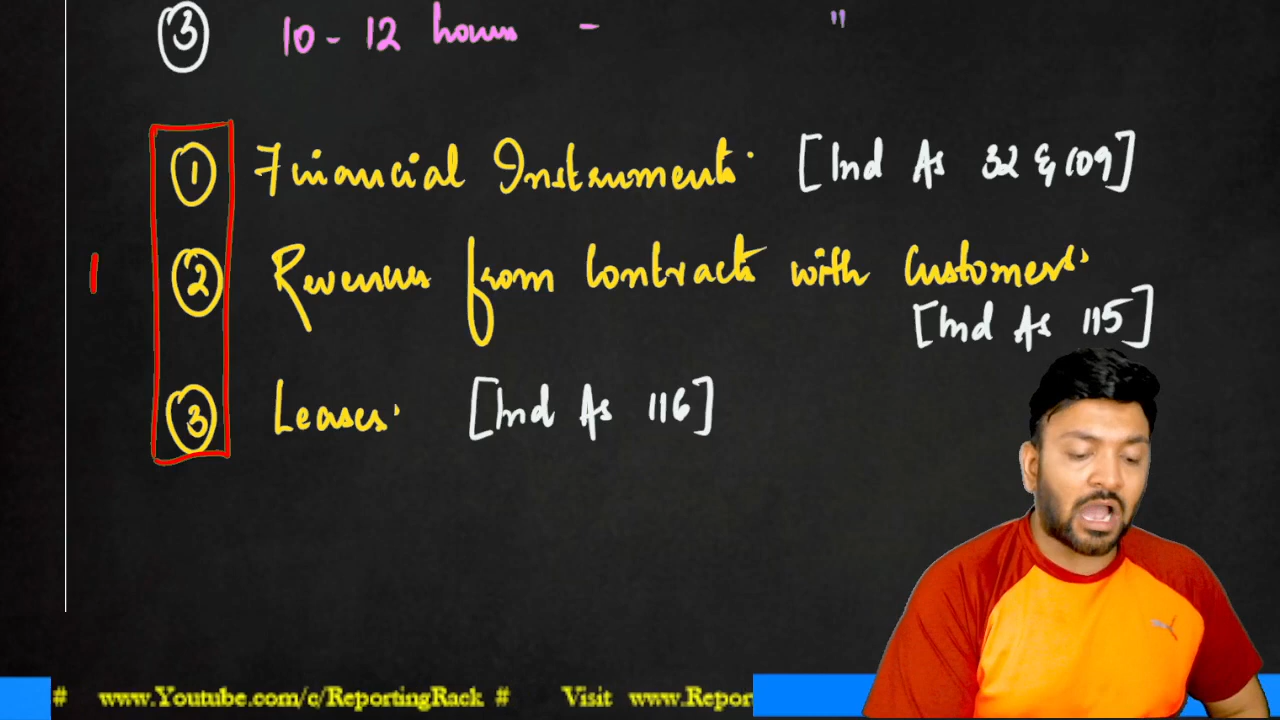 3 10-12 hours - "
1 Financial Instruments. [Ind As 32 & 109]
1 2 Revenues from Contracts with Customers.
[Ind As 115]
3 Leases. [Ind As 116]
# www.Youtube.com/c/ReportingRack # Visit www.Repor